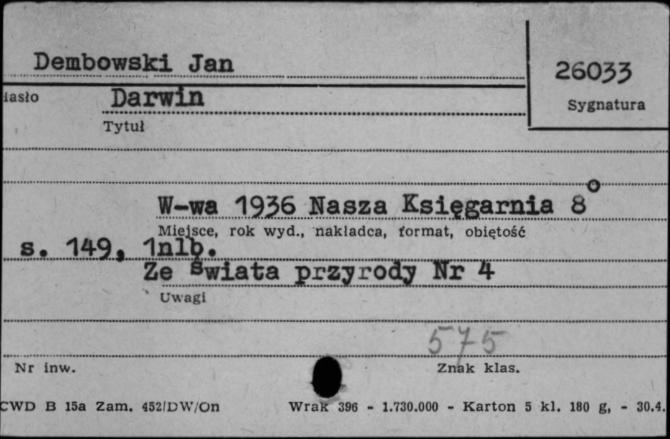 Dembowski Jan
26033
iasło Darwin
Sygnatura
Tytuł
W-wa 1936 Nasza Księgarnia 8°
Miejsce, rok wyd., nakładca, format, objętość
s. 149, 1nlb.
Ze świata przyrody Nr 4
Uwagi
575
Nr inw. Znak klas.
CWD B 15a Zam. 452/DW/On Wrak 396 - 1.730.000 - Karton 5 kl. 180 g, - 30.4.